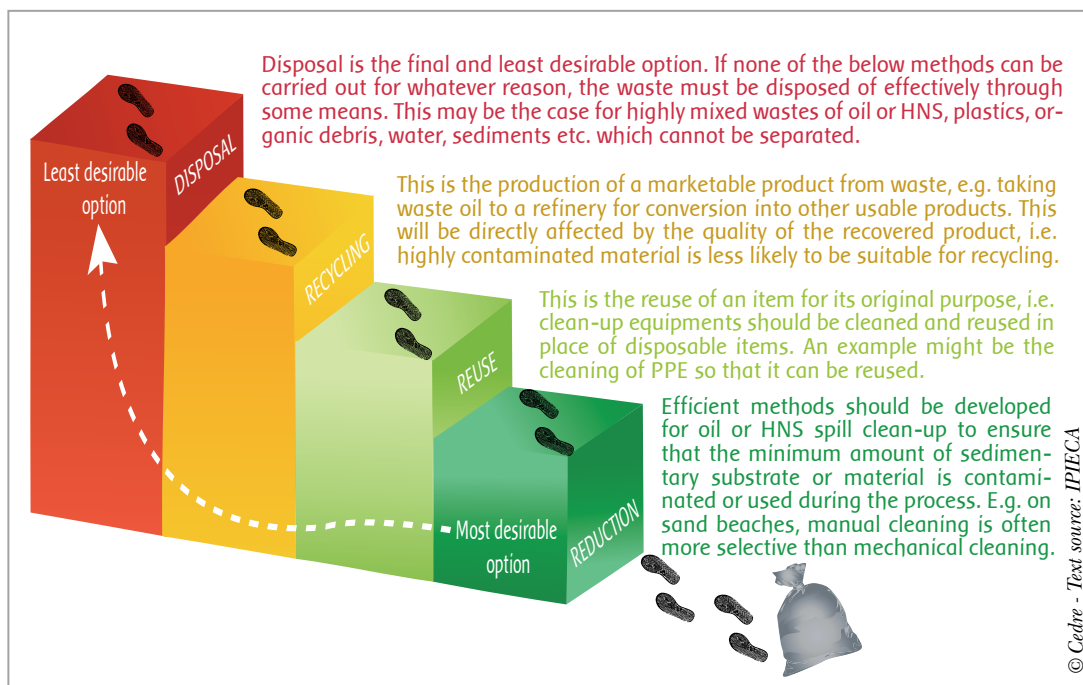 Disposal is the final and least desirable option. If none of the below methods can be
carried out for whatever reason, the waste must be disposed of effectively through
some means. This may be the case for highly mixed wastes of oil or HNS, plastics, or-
ganic debris, water, sediments etc. which cannot be separated.
Least desirable
option
DISPOSAL
This is the production of a marketable product from waste, e.g. taking
waste oil to a refinery for conversion into other usable products. This
will be directly affected by the quality of the recovered product, i.e.
highly contaminated material is less likely to be suitable for recycling.
RECYCLING
This is the reuse of an item for its original purpose, i.e.
clean-up equipments should be cleaned and reused in
place of disposable items. An example might be the
cleaning of PPE so that it can be reused.
REUSE
Efficient methods should be developed
for oil or HNS spill clean-up to ensure
that the minimum amount of sedimen-
tary substrate or material is contami-
nated or used during the process. E.g. on
sand beaches, manual cleaning is often
more selective than mechanical cleaning.
Most desirable
option
REDUCTION
© Cedre - Text source: IPIECA